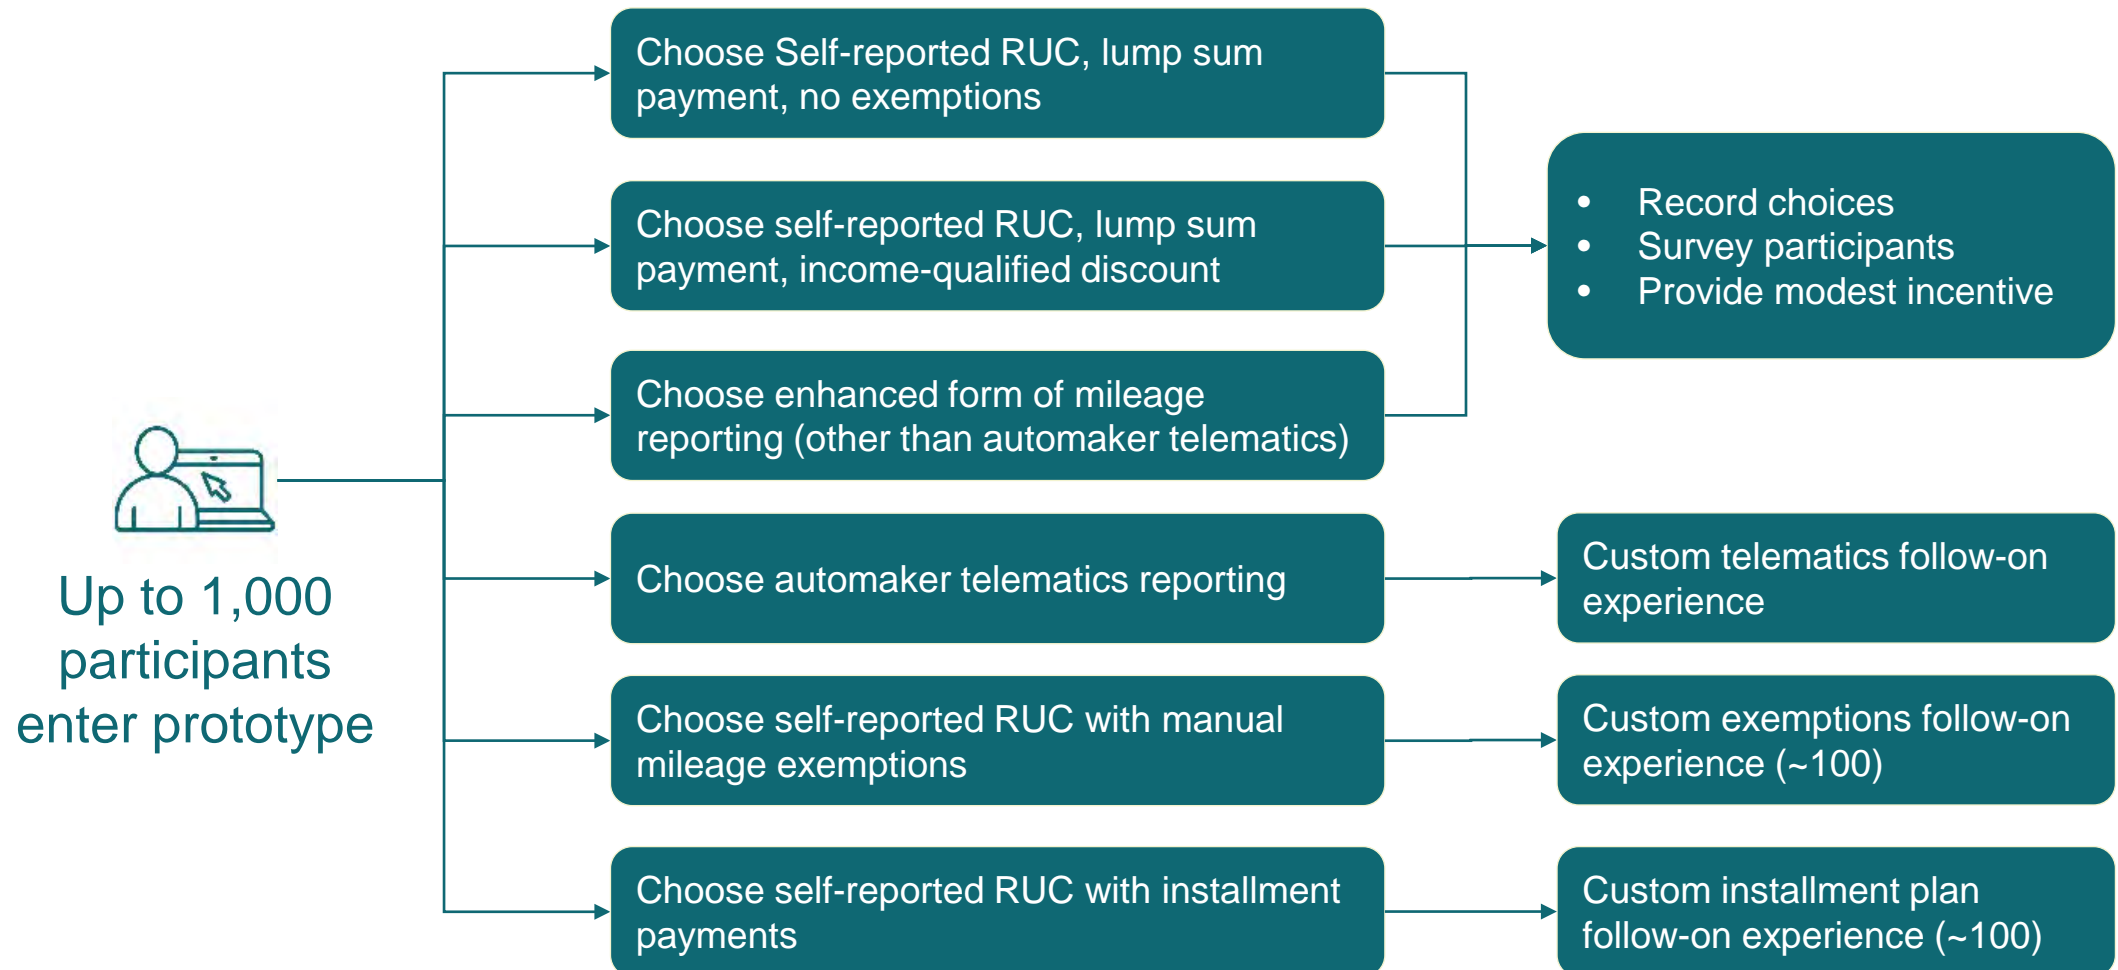 Choose Self-reported RUC, lump sum
payment, no exemptions
Choose self-reported RUC, lump sum
payment, income-qualified discount
Choose enhanced form of mileage
reporting (other than automaker telematics)
Choose automaker telematics reporting
Choose self-reported RUC with manual
mileage exemptions
Choose self-reported RUC with installment
payments
• Record choices
• Survey participants
• Provide modest incentive
Custom telematics follow-on
experience
Custom exemptions follow-on
experience (~100)
Custom installment plan
follow-on experience (~100)
Up to 1,000
participants
enter prototype